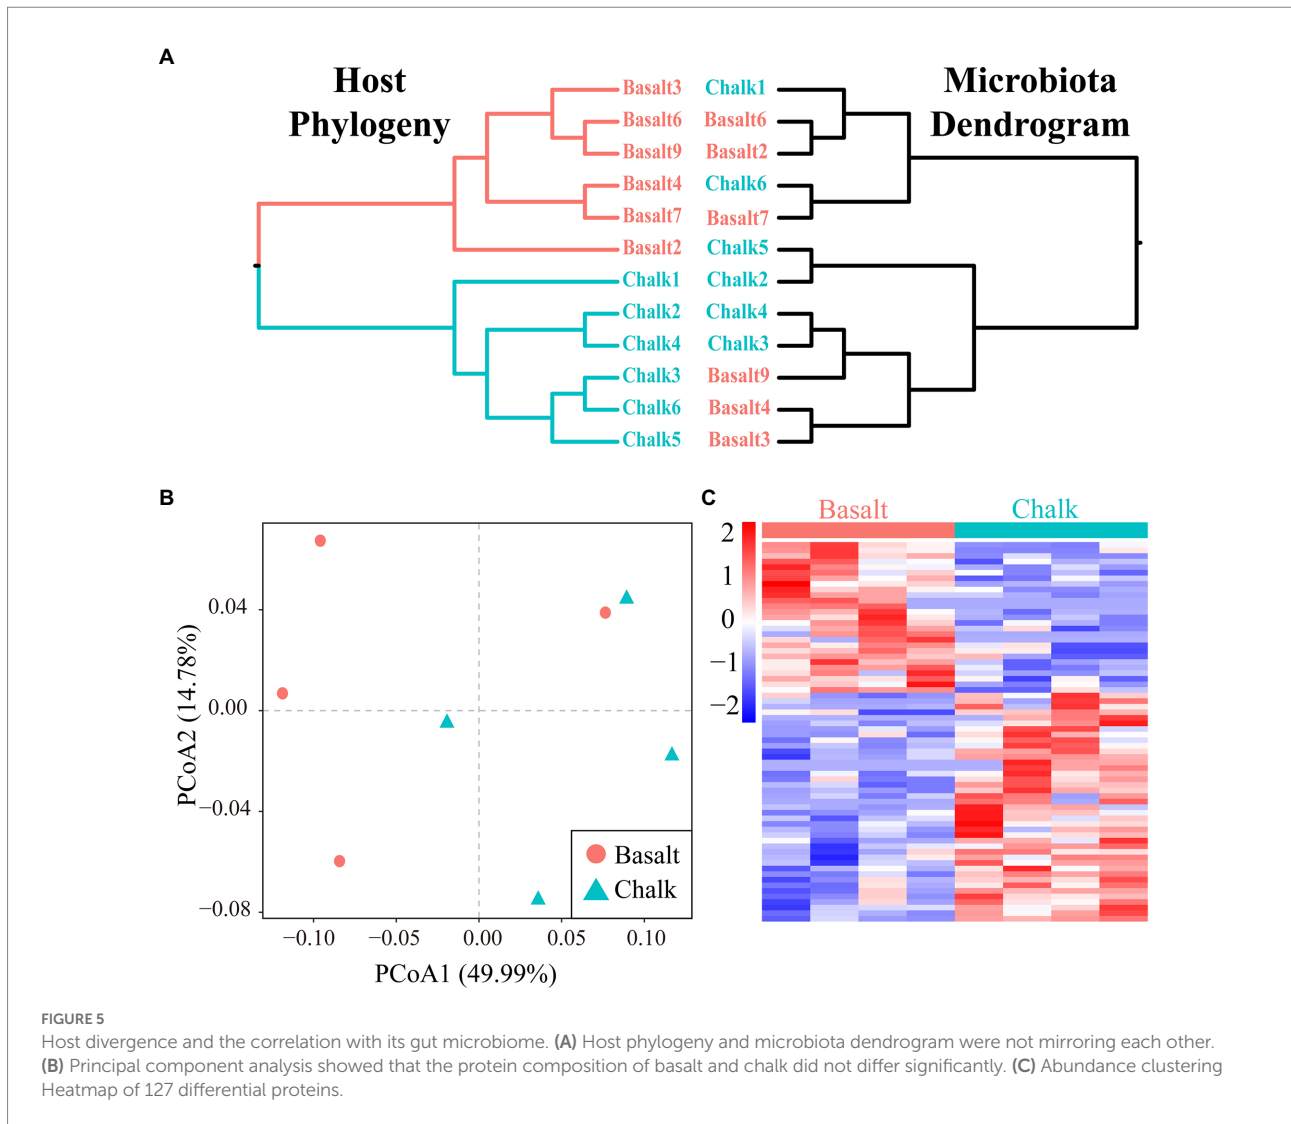 A
Host
Phylogeny
Microbiota
Dendrogram
Basalt3
Basalt6
Basalt9
Basalt4
Basalt7
Basalt2
Chalk1
Chalk2
Chalk4
Chalk3
Chalk6
Chalk5
Chalk1
Basalt6
Basalt2
Chalk6
Basalt7
Chalk5
Chalk2
Chalk4
Chalk3
Basalt9
Basalt4
Basalt3
B
PCoA2 (14.78%)
0.04
0.00
−0.04
−0.08
−0.10
−0.05
0.00
0.05
0.10
PCoA1 (49.99%)
Basalt
Chalk
C
Basalt
Chalk
2
1
0
−1
−2
FIGURE 5
Host divergence and the correlation with its gut microbiome. (A) Host phylogeny and microbiota dendrogram were not mirroring each other.
(B) Principal component analysis showed that the protein composition of basalt and chalk did not differ significantly. (C) Abundance clustering
Heatmap of 127 differential proteins.